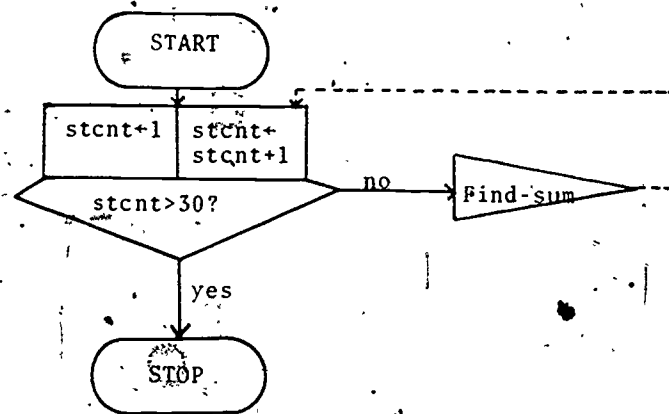 START
stcnt←1
stcnt←
stcnt+1
stcnt>30?
no
Find-sum
yes
STOP